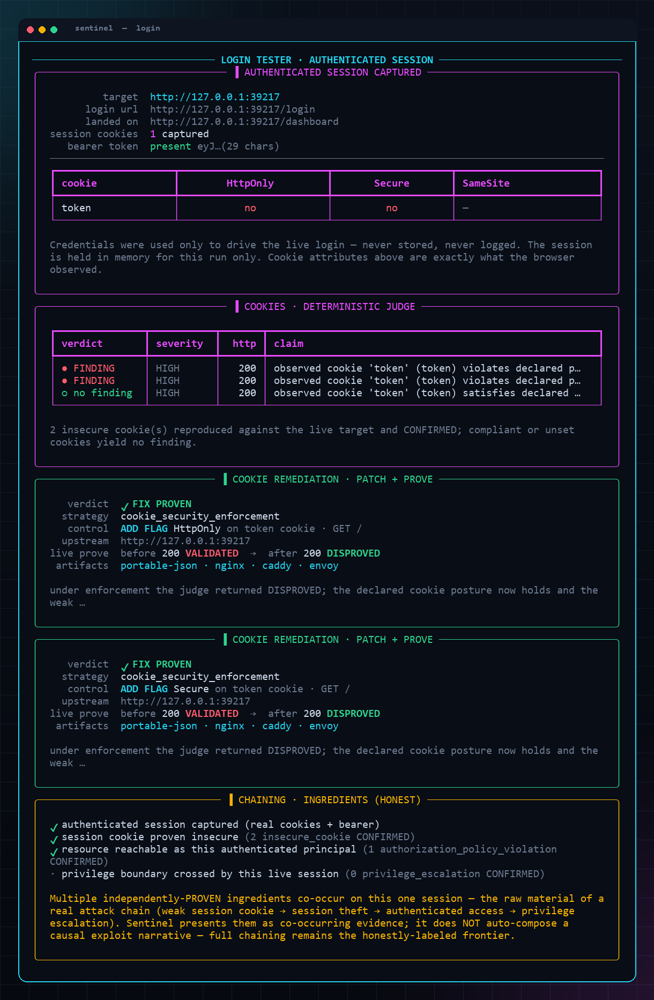 sentinel — login
LOGIN TESTER · AUTHENTICATED SESSION
AUTHENTICATED SESSION CAPTURED
target http://127.0.0.1:39217
login url http://127.0.0.1:39217/login
landed on http://127.0.0.1:39217/dashboard
session cookies 1 captured
bearer token present eyJ…(29 chars)
cookie HttpOnly Secure SameSite
token no no —
Credentials were used only to drive the live login — never stored, never logged. The session
is held in memory for this run only. Cookie attributes above are exactly what the browser
observed.
COOKIES · DETERMINISTIC JUDGE
verdict severity http claim
● FINDING HIGH 200 observed cookie 'token' (token) violates declared p…
● FINDING HIGH 200 observed cookie 'token' (token) violates declared p…
○ no finding HIGH 200 observed cookie 'token' (token) satisfies declared …
2 insecure cookie(s) reproduced against the live target and CONFIRMED; compliant or unset
cookies yield no finding.
COOKIE REMEDIATION · PATCH + PROVE
verdict ✓ FIX PROVEN
strategy cookie_security_enforcement
control ADD FLAG HttpOnly on token cookie · GET /
upstream http://127.0.0.1:39217
live prove before 200 VALIDATED → after 200 DISPROVED
artifacts portable-json · nginx · caddy · envoy
under enforcement the judge returned DISPROVED; the declared cookie posture now holds and the
weak …
COOKIE REMEDIATION · PATCH + PROVE
verdict ✓ FIX PROVEN
strategy cookie_security_enforcement
control ADD FLAG Secure on token cookie · GET /
upstream http://127.0.0.1:39217
live prove before 200 VALIDATED → after 200 DISPROVED
artifacts portable-json · nginx · caddy · envoy
under enforcement the judge returned DISPROVED; the declared cookie posture now holds and the
weak …
CHAINING · INGREDIENTS (HONEST)
✓ authenticated session captured (real cookies + bearer)
✓ session cookie proven insecure (2 insecure_cookie CONFIRMED)
✓ resource reachable as this authenticated principal (1 authorization_policy_violation
CONFIRMED)
· privilege boundary crossed by this live session (0 privilege_escalation CONFIRMED)
Multiple independently-PROVEN ingredients co-occur on this one session — the raw material of a
real attack chain (weak session cookie → session theft → authenticated access → privilege
escalation). Sentinel presents them as co-occurring evidence; it does NOT auto-compose a
causal exploit narrative — full chaining remains the honestly-labeled frontier.